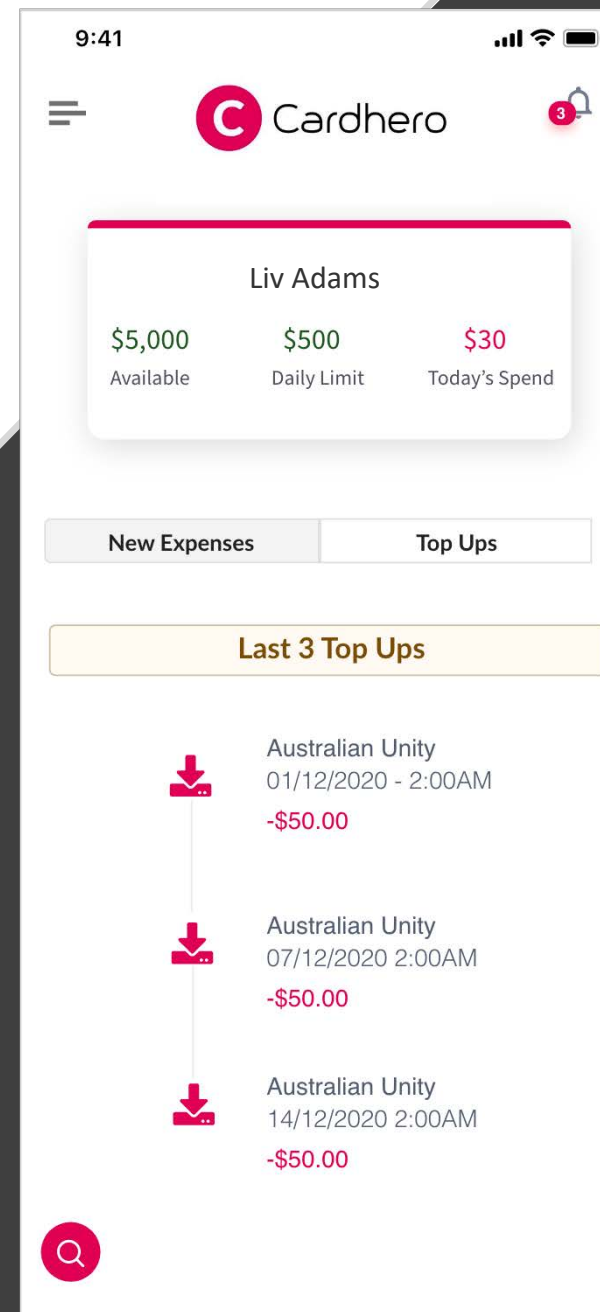 9:41
C Cardhero
3
Liv Adams
$5,000 $500 $30
Available Daily Limit Today's Spend
New Expenses Top Ups
Last 3 Top Ups
Australian Unity
01/12/2020 - 2:00AM
-$50.00
Australian Unity
07/12/2020 2:00AM
-$50.00
Australian Unity
14/12/2020 2:00AM
-$50.00